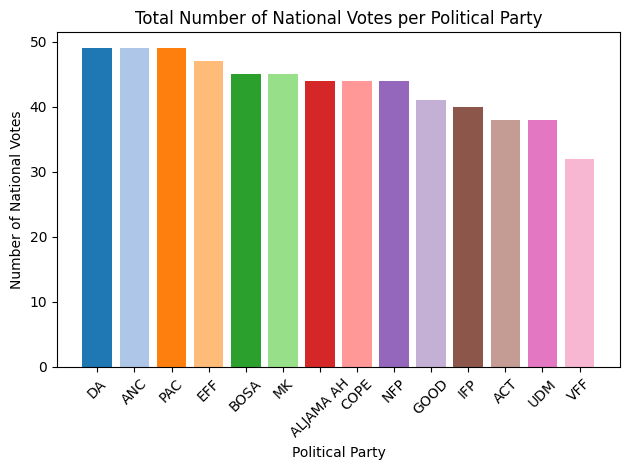 Total Number of National Votes per Political Party
Number of National Votes
50
40
30
20
10
0
DA
ANC
PAC
EFF
BOSA
MK
ALJAMA AH
COPE
NFP
GOOD
IFP
ACT
UDM
VFF
Political Party